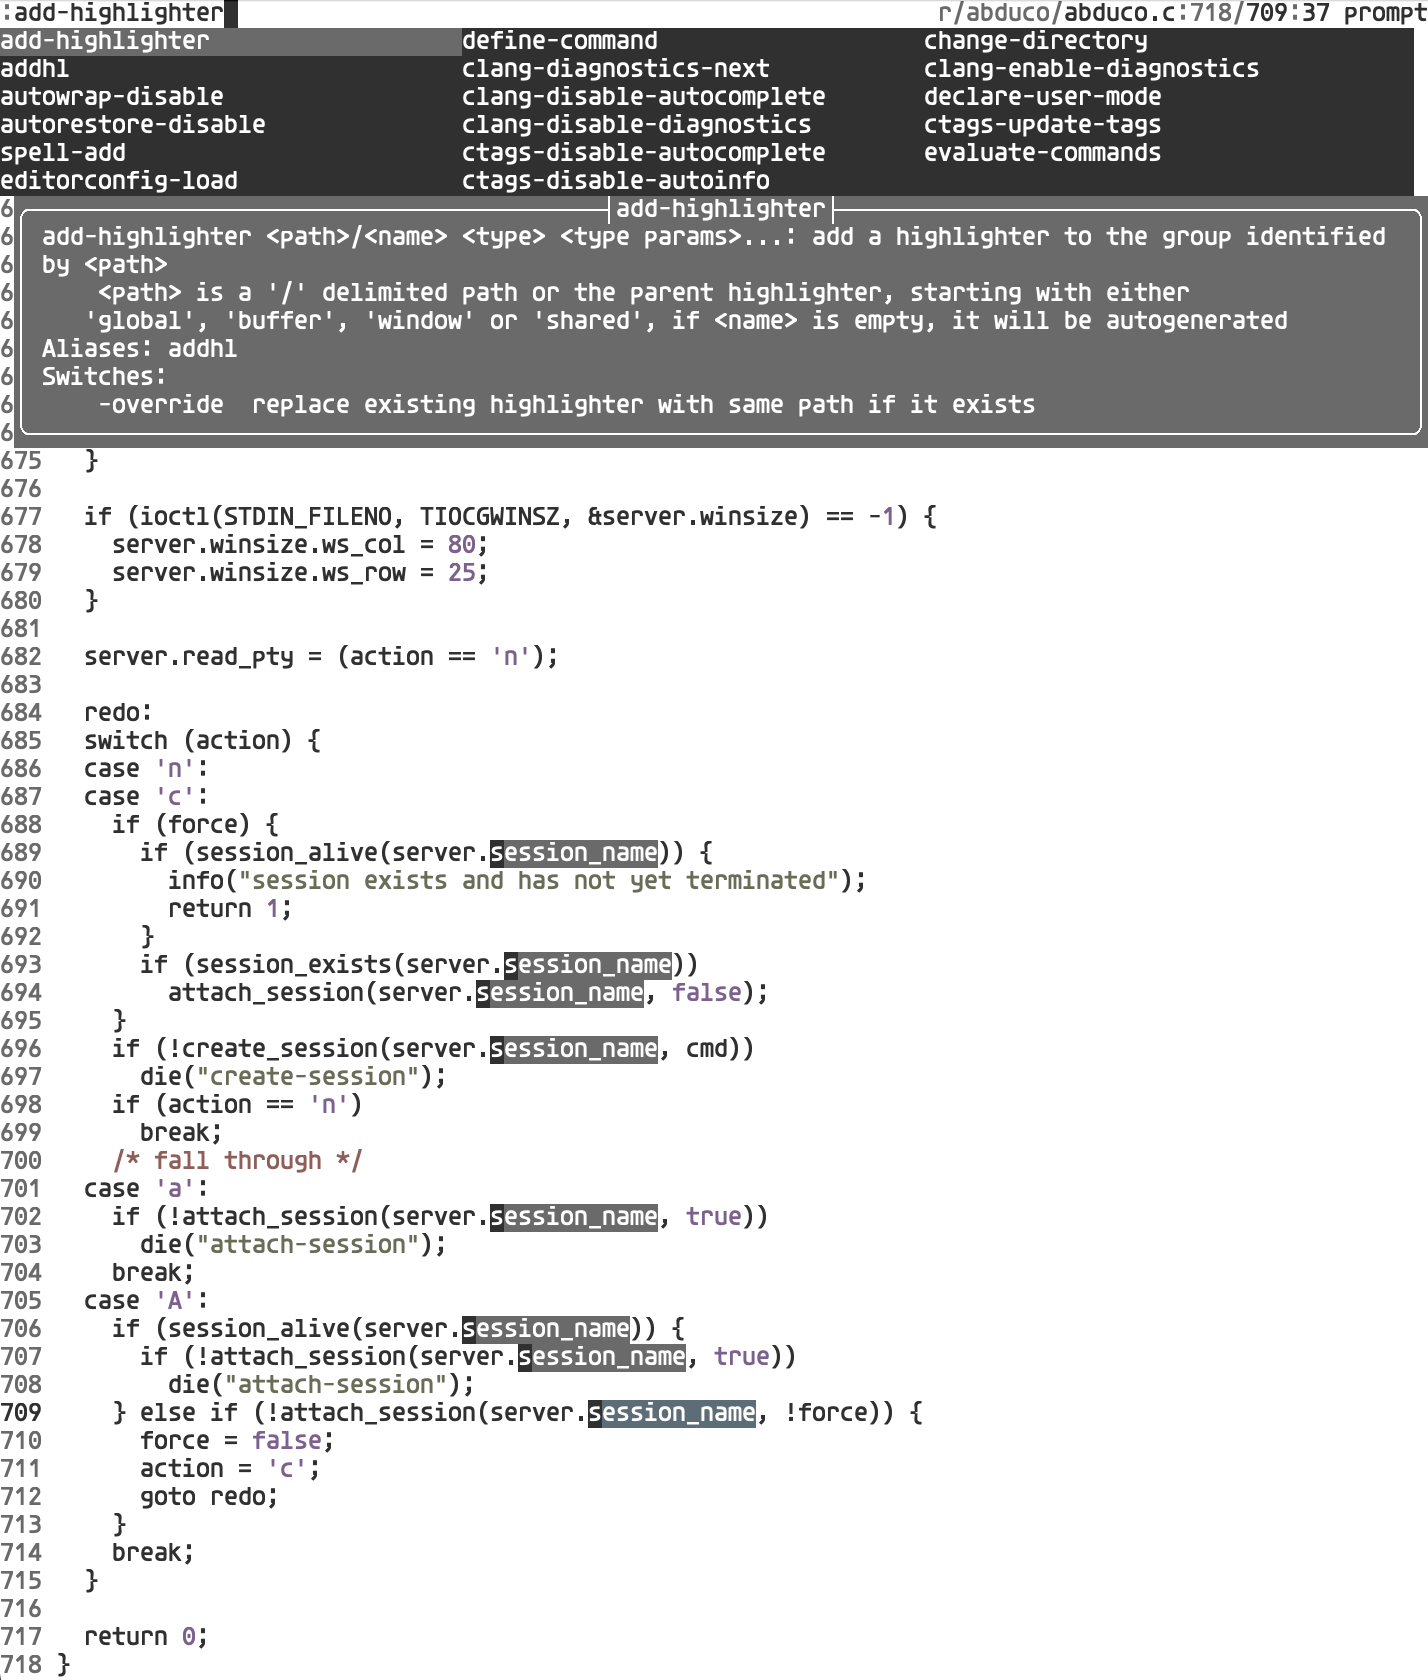 :add-highlighter r/abduco/abduco.c:718/709:37 prompt
add-highlighter define-command change-directory
addhl clang-diagnostics-next clang-enable-diagnostics
autowrap-disable clang-disable-autocomplete declare-user-mode
autorestore-disable clang-disable-diagnostics ctags-update-tags
spell-add ctags-disable-autocomplete evaluate-commands
editorconfig-load ctags-disable-autoinfo
6 add-highlighter
6 add-highlighter <path>/<name> <type> <type params>...: add a highlighter to the group identified
6 by <path>
6     <path> is a '/' delimited path or the parent highlighter, starting with either
6    'global', 'buffer', 'window' or 'shared', if <name> is empty, it will be autogenerated
6 Aliases: addhl
6 Switches:
6     -override  replace existing highlighter with same path if it exists
6
675   }
676
677   if (ioctl(STDIN_FILENO, TIOCGWINSZ, &server.winsize) == -1) {
678     server.winsize.ws_col = 80;
679     server.winsize.ws_row = 25;
680   }
681
682   server.read_pty = (action == 'n');
683
684   redo:
685   switch (action) {
686   case 'n':
687   case 'c':
688     if (force) {
689       if (session_alive(server.session_name)) {
690         info("session exists and has not yet terminated");
691         return 1;
692       }
693       if (session_exists(server.session_name))
694         attach_session(server.session_name, false);
695     }
696     if (!create_session(server.session_name, cmd))
697       die("create-session");
698     if (action == 'n')
699       break;
700     /* fall through */
701   case 'a':
702     if (!attach_session(server.session_name, true))
703       die("attach-session");
704     break;
705   case 'A':
706     if (session_alive(server.session_name)) {
707       if (!attach_session(server.session_name, true))
708         die("attach-session");
709     } else if (!attach_session(server.session_name, !force)) {
710       force = false;
711       action = 'c';
712       goto redo;
713     }
714     break;
715   }
716
717   return 0;
718 }